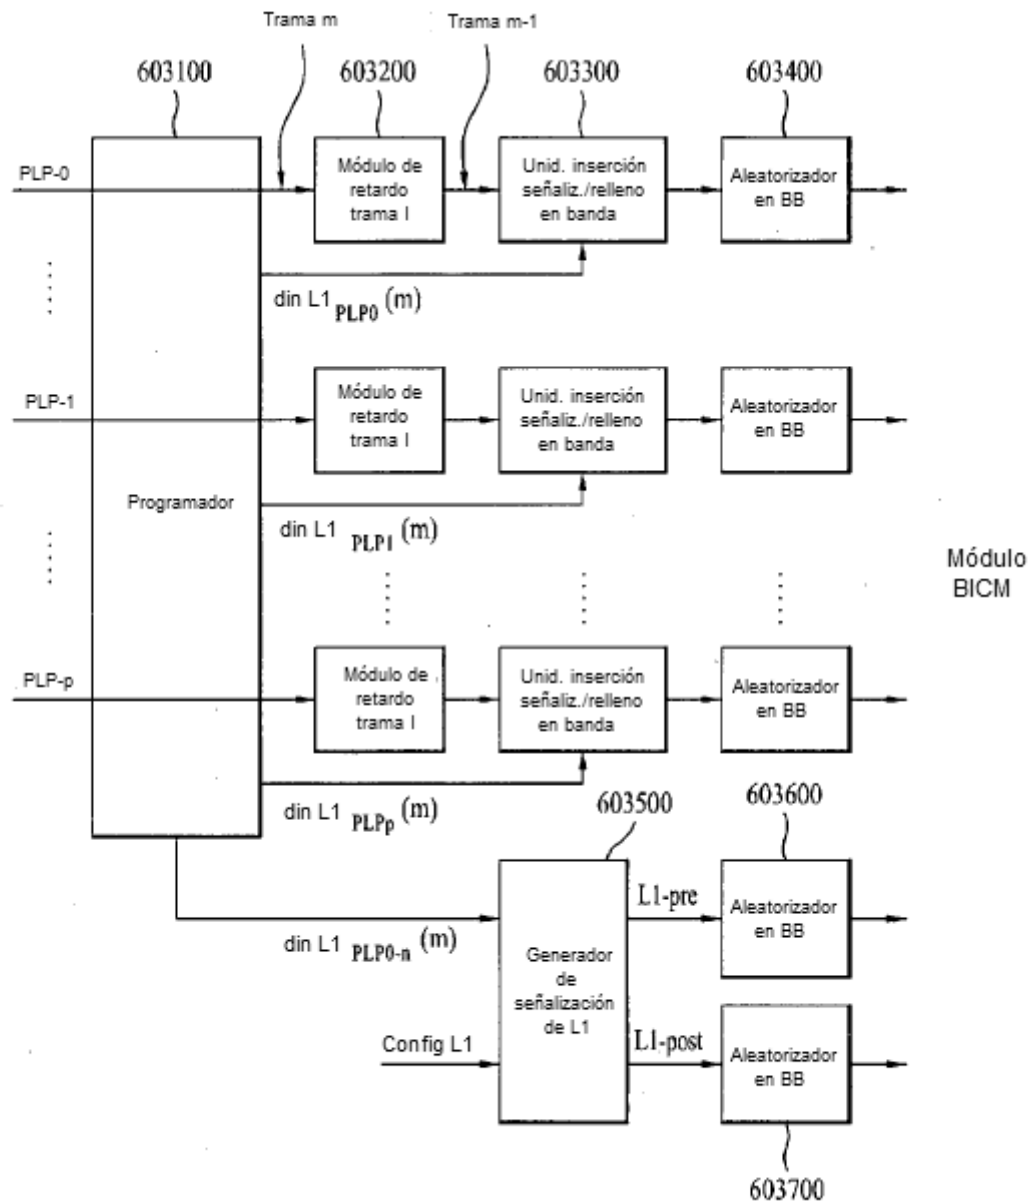 Trama m
Trama m-1
603100
603200
603300
603400
PLP-0
Módulo de
retardo
trama I
Unid. inserción
señaliz./relleno
en banda
Aleatorizador
en BB
din L1 PLP0 (m)
PLP-1
Módulo de
retardo
trama I
Unid. inserción
señaliz./relleno
en banda
Aleatorizador
en BB
Programador
din L1 PLP1 (m)
Módulo
BICM
PLP-p
Módulo de
retardo
trama I
Unid. inserción
señaliz./relleno
en banda
Aleatorizador
en BB
din L1 PLPp (m)
603500
603600
L1-pre
Aleatorizador
en BB
din L1 PLP0-n (m)
Generador
de
señalización
de L1
Config L1
L1-post
Aleatorizador
en BB
603700